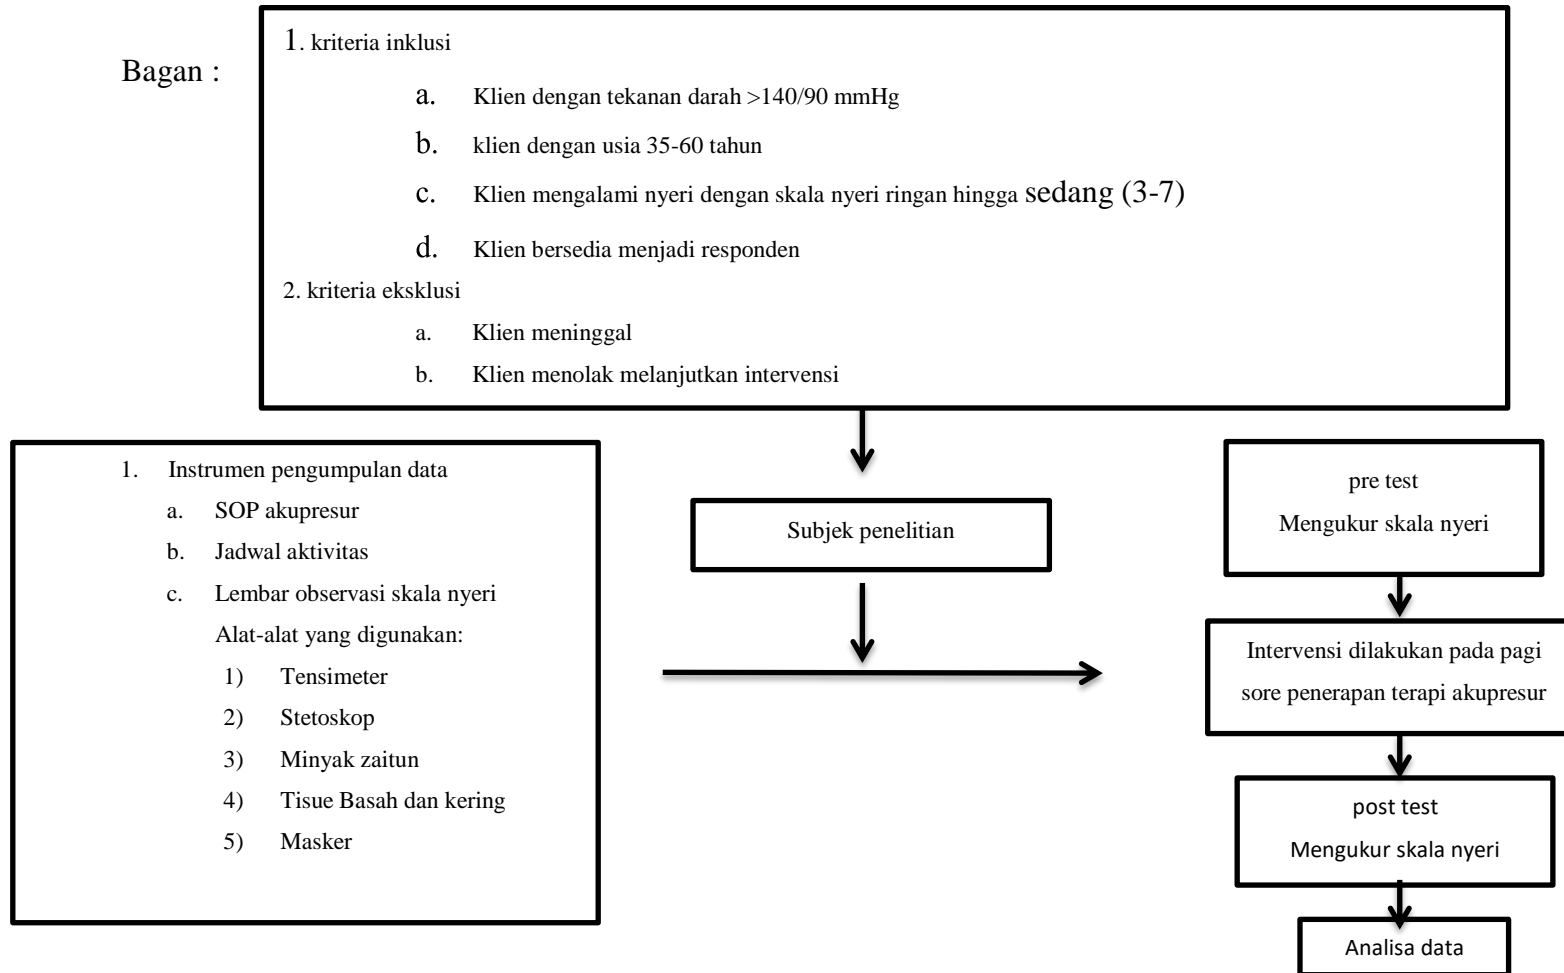 Bagan :
1. kriteria inklusi
a. Klien dengan tekanan darah >140/90 mmHg
b. klien dengan usia 35-60 tahun
c. Klien mengalami nyeri dengan skala nyeri ringan hingga sedang (3-7)
d. Klien bersedia menjadi responden
2. kriteria eksklusi
a. Klien meninggal
b. Klien menolak melanjutkan intervensi
1. Instrumen pengumpulan data
a. SOP akupresur
b. Jadwal aktivitas
c. Lembar observasi skala nyeri
Alat-alat yang digunakan:
1) Tensimeter
2) Stetoskop
3) Minyak zaitun
4) Tisue Basah dan kering
5) Masker
Subjek penelitian
pre test
Mengukur skala nyeri
Intervensi dilakukan pada pagi
sore penerapan terapi akupresur
post test
Mengukur skala nyeri
Analisa data